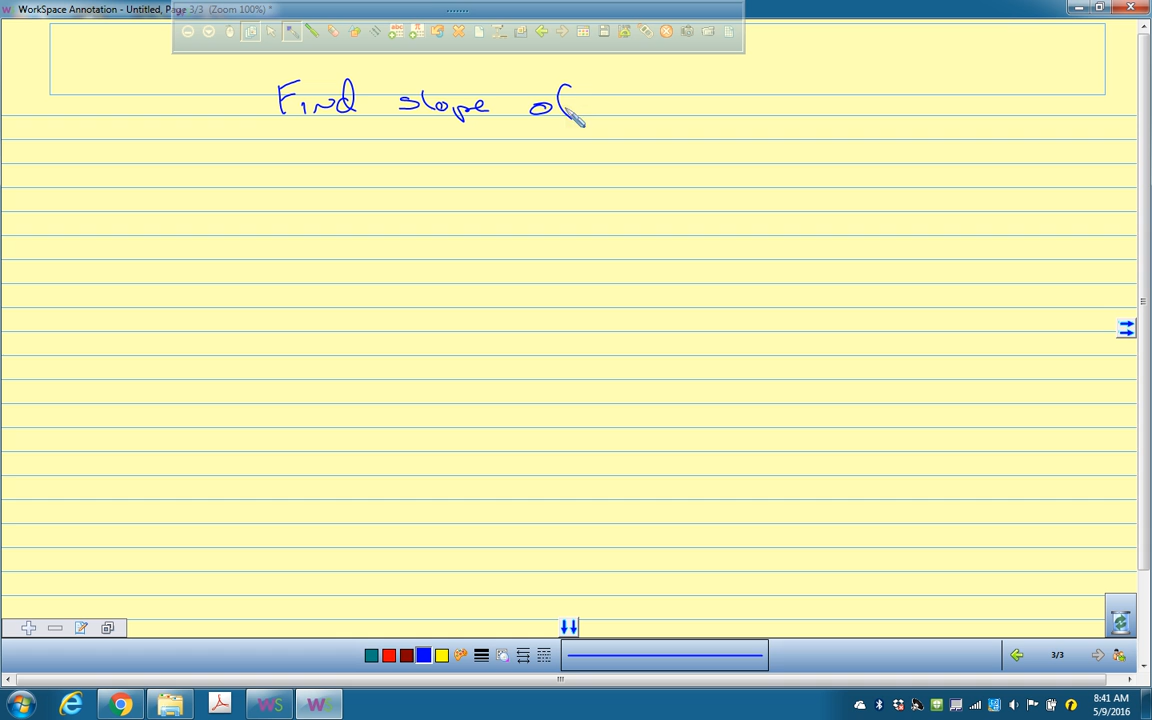 WorkSpace Annotation - Untitled, Page 3/3 (Zoom 100%) *
Find slope of
3/3
8:41 AM
5/9/2016